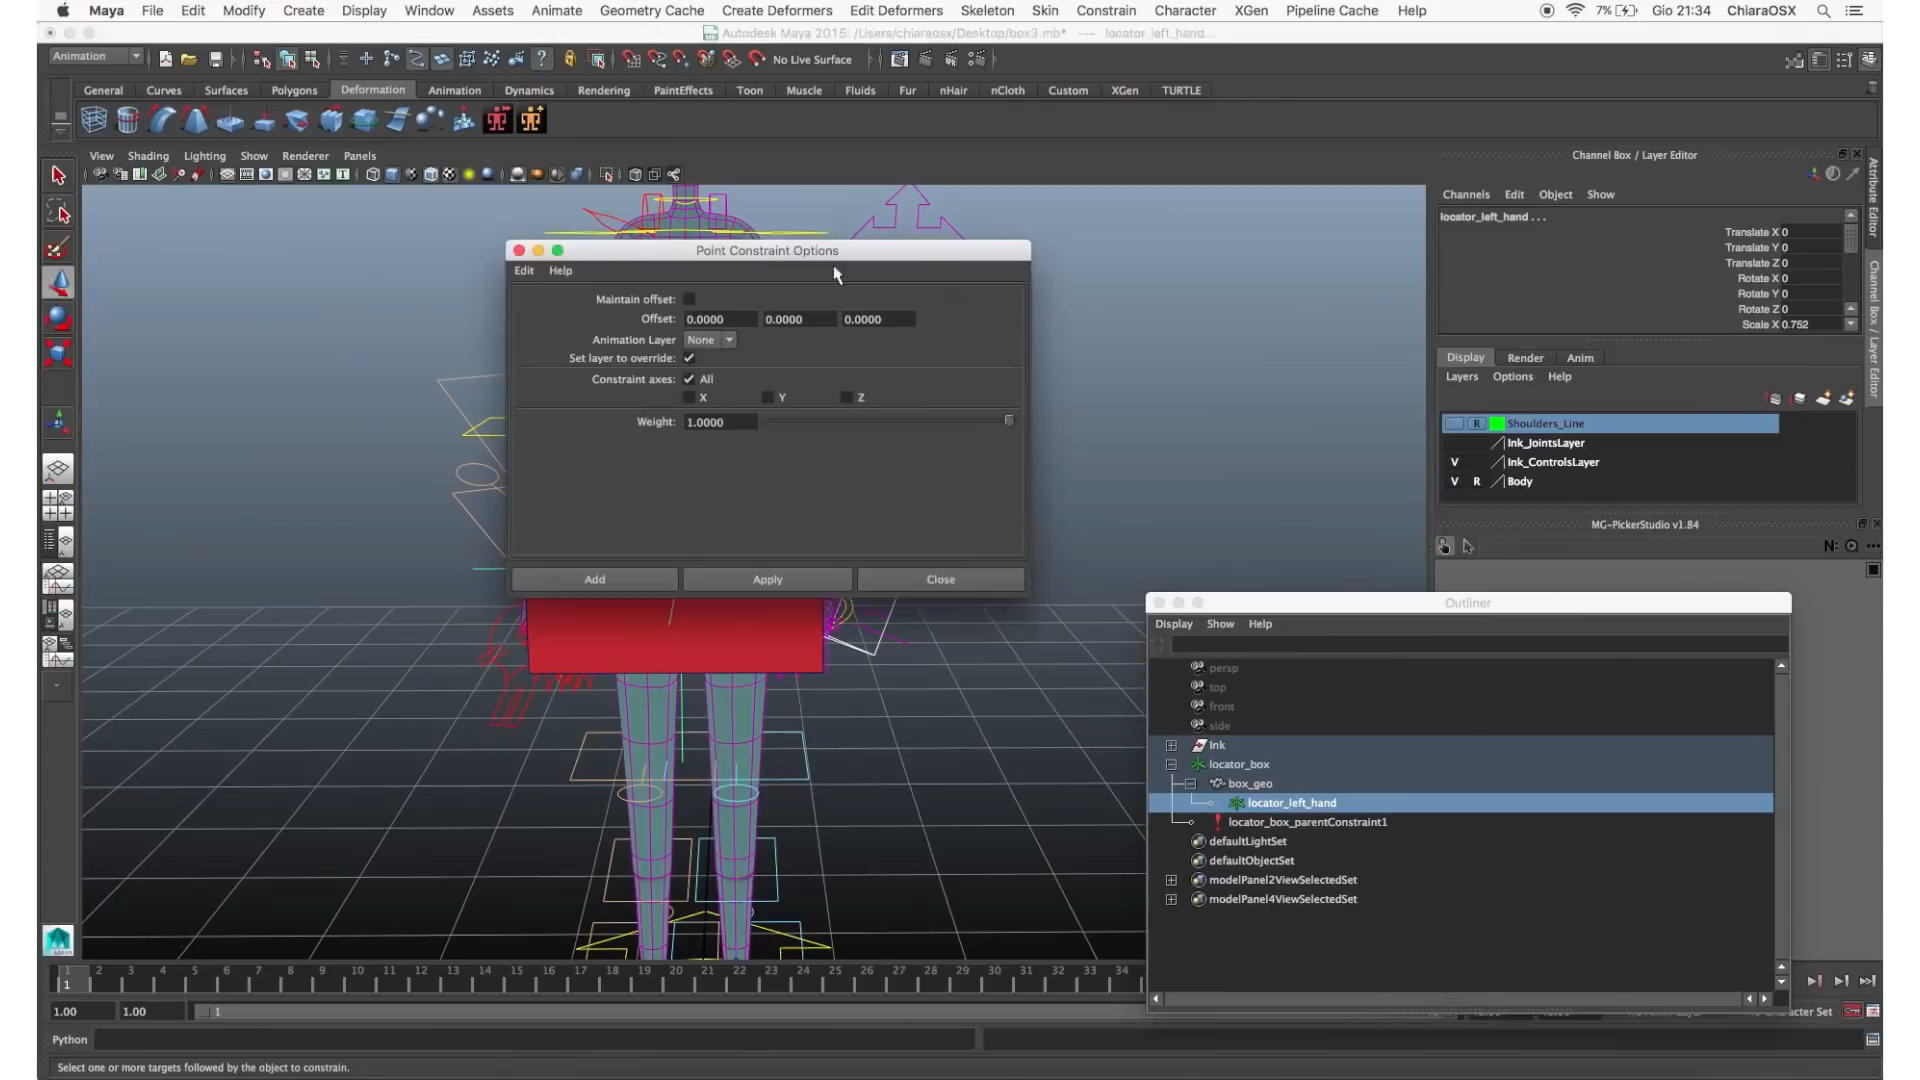 Maya File Edit Modify Create Display Window Assets Animate Geometry Cache Create Deformers Edit Deformers Skeleton Skin Constrain Character XGen Pipeline Cache Help 7% Gio 21:34 ChiaraOSX
Autodesk Maya 2015: /Users/chiaraosx/Desktop/box3.mb* --- locator_left_hand...
Animation No Live Surface
General Curves Surfaces Polygons Deformation Animation Dynamics Rendering PaintEffects Toon Muscle Fluids Fur nHair nCloth Custom XGen TURTLE
View Shading Lighting Show Renderer Panels
Channel Box / Layer Editor
Channels Edit Object Show
locator_left_hand . . .
Translate X 0
Translate Y 0
Translate Z 0
Rotate X 0
Rotate Y 0
Rotate Z 0
Scale X 0.752
Attribute Editor
Channel Box / Layer Editor
Display Render Anim
Layers Options Help
R Shoulders_Line
Ink_JointsLayer
V Ink_ControlsLayer
V R Body
MG-PickerStudio v1.84
N:
Point Constraint Options
Edit Help
Maintain offset:
Offset: 0.0000 0.0000 0.0000
Animation Layer None
Set layer to override:
Constraint axes: All
X Y Z
Weight: 1.0000
Add Apply Close
Outliner
Display Show Help
persp
top
front
side
Ink
locator_box
box_geo
locator_left_hand
locator_box_parentConstraint1
defaultLightSet
defaultObjectSet
modelPanel2ViewSelectedSet
modelPanel4ViewSelectedSet
1 2 3 4 5 6 7 8 9 10 11 12 13 14 15 16 17 18 19 20 21 22 23 24 25 26 27 28 29 30 31 32 33 34
1
1.00 1.00 1 Character Set
Python
Select one or more targets followed by the object to constrain.